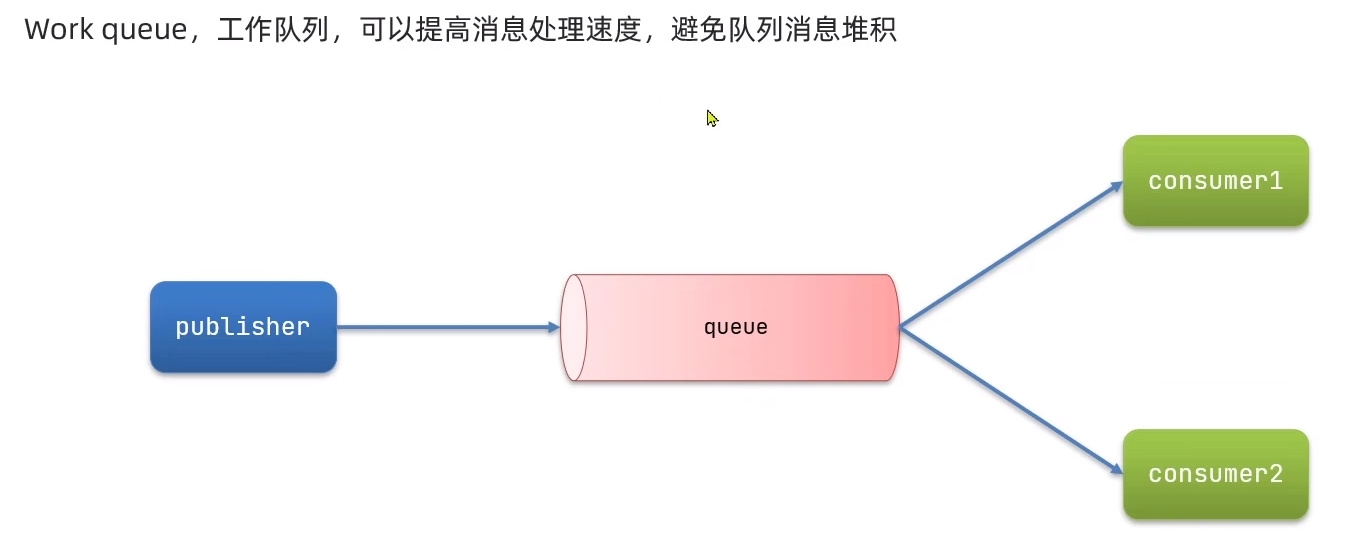 Work queue，工作队列，可以提高消息处理速度，避免队列消息堆积
consumer1
publisher
queue
consumer2